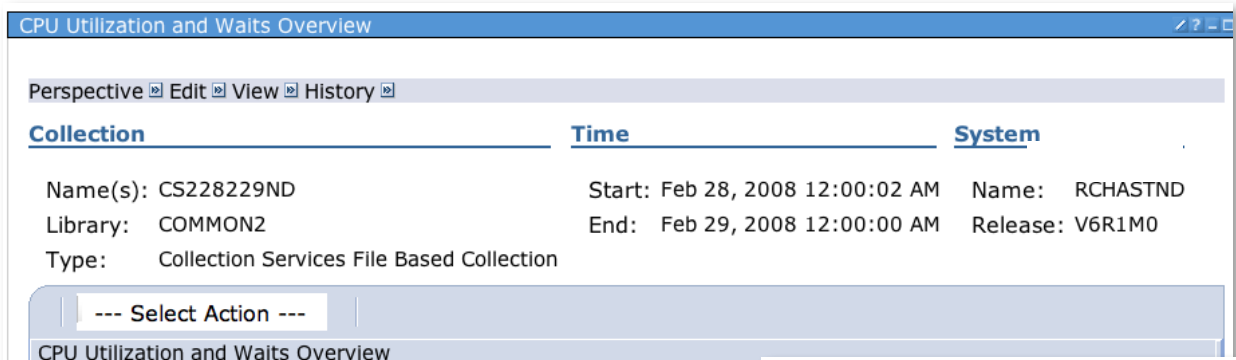 CPU Utilization and Waits Overview
Perspective Edit View History
Collection Time System
Name(s): CS228229ND Start: Feb 28, 2008 12:00:02 AM Name: RCHASTND
Library: COMMON2 End: Feb 29, 2008 12:00:00 AM Release: V6R1M0
Type: Collection Services File Based Collection
--- Select Action ---
CPU Utilization and Waits Overview